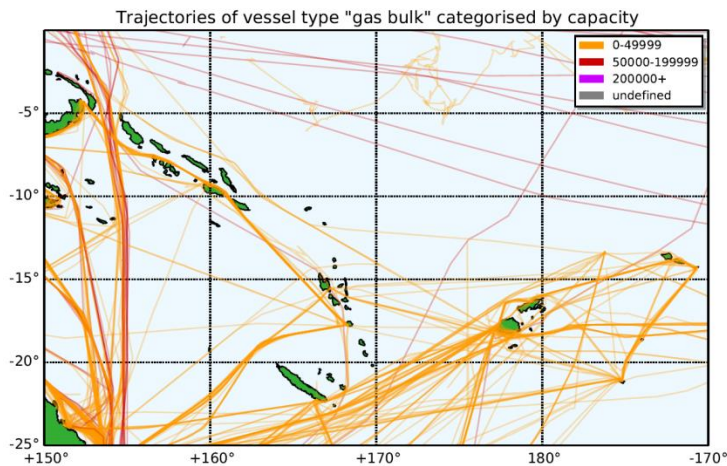 Trajectories of vessel type "gas bulk" categorised by capacity
0-49999
50000-199999
200000+
undefined
-5°
-10°
-15°
-20°
-25°
+150° +160° +170° 180° -170°